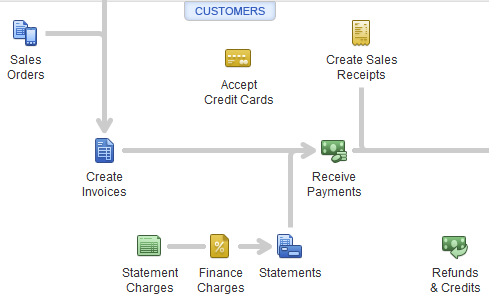 CUSTOMERS
Sales
Orders
Accept
Credit Cards
Create Sales
Receipts
Create
Invoices
Receive
Payments
Statement
Charges
Finance
Charges
Statements
Refunds
& Credits